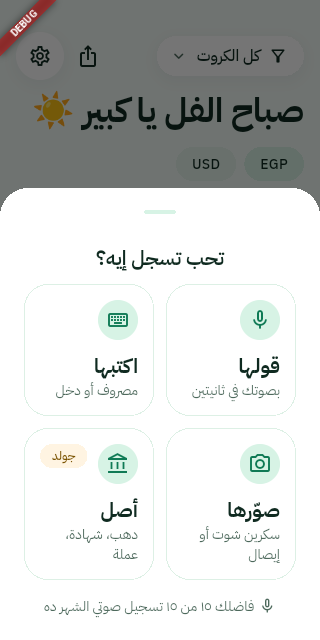 DEBUG
كل الكروت
صباح الفل يا كبير ☀️
EGP
USD
تحب تسجل إيه؟
قولها
بصوتك في ثانيتين
اكتبها
مصروف أو دخل
صوّرها
سكرين شوت أو
إيصال
جولد
أصل
دهب، شهادة،
عملة
فاضلك ١٥ من ١٥ تسجيل صوتي الشهر ده